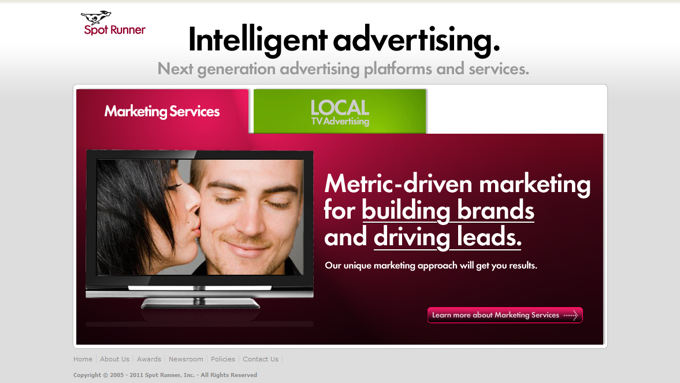 Spot Runner
Intelligent advertising.
Next generation advertising platforms and services.
Marketing Services
LOCAL
TV Advertising
Metric-driven marketing
for building brands
and driving leads.
Our unique marketing approach will get you results.
Learn more about Marketing Services
Home | About Us | Awards | Newsroom | Policies | Contact Us |
Copyright © 2005 - 2011 Spot Runner, Inc. - All Rights Reserved